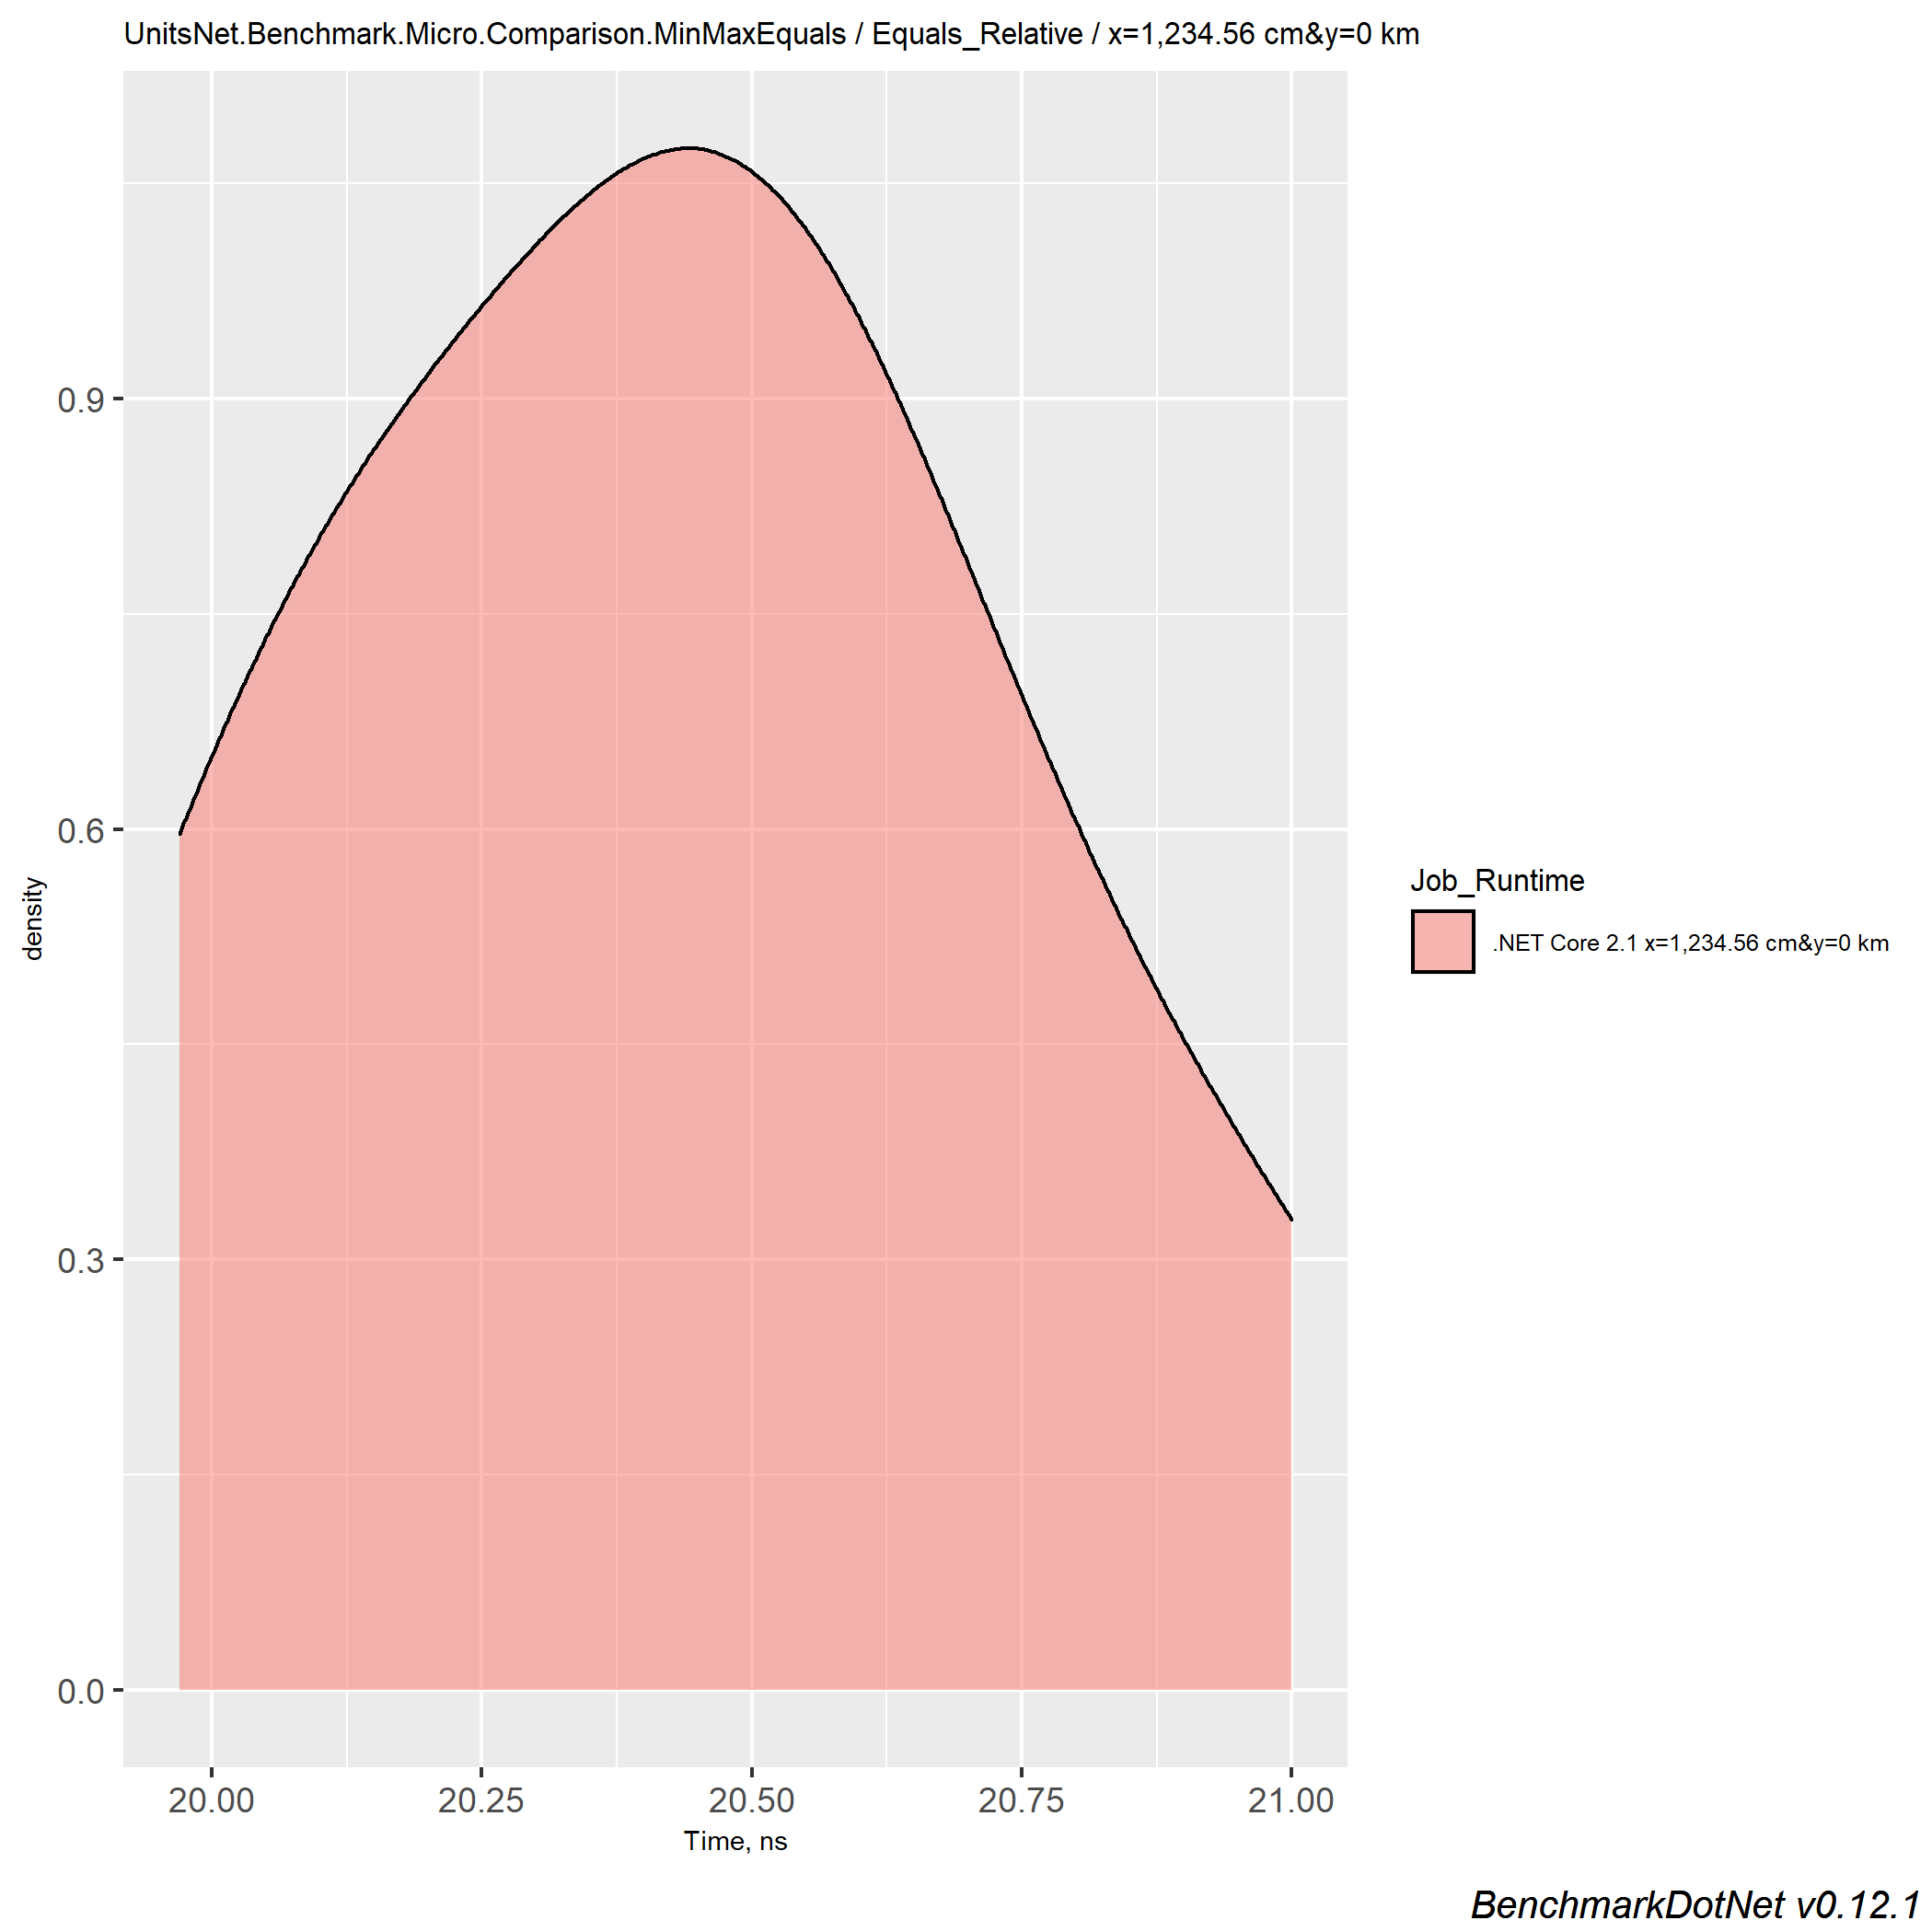 UnitsNet.Benchmark.Micro.Comparison.MinMaxEquals / Equals_Relative / x=1,234.56 cm&y=0 km
0.9
0.6
0.3
0.0
density
20.00 20.25 20.50 20.75 21.00
Time, ns
Job_Runtime
.NET Core 2.1 x=1,234.56 cm&y=0 km
BenchmarkDotNet v0.12.1